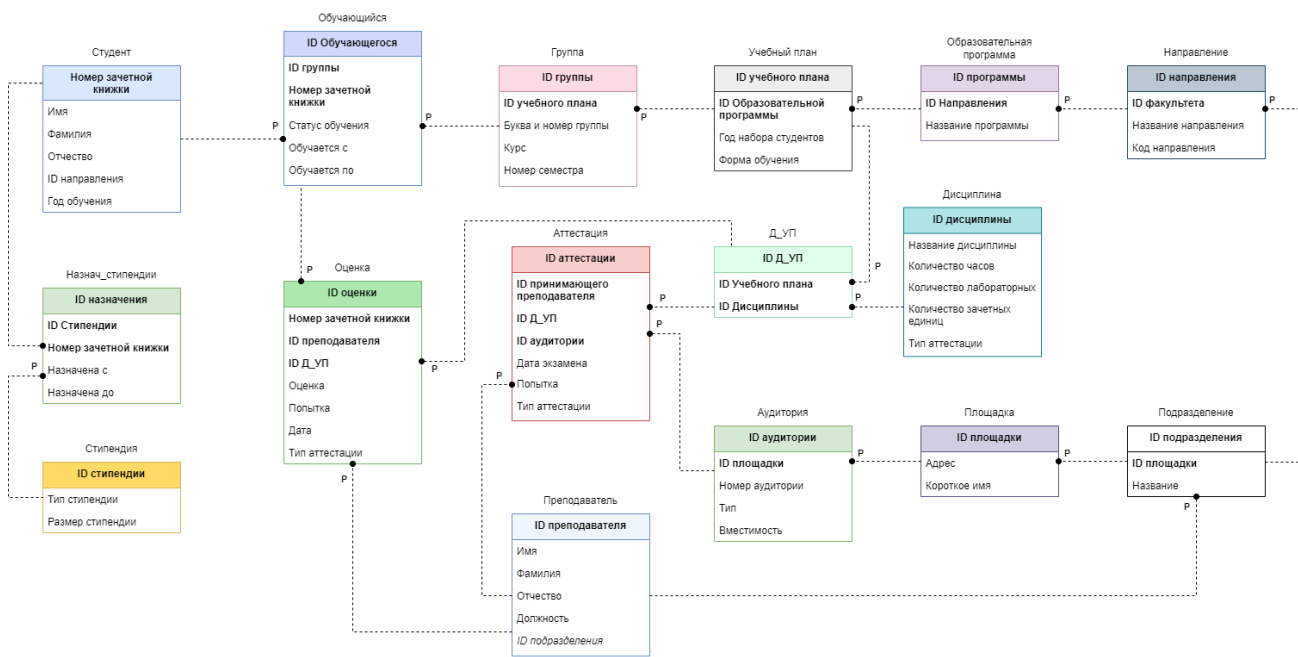 Студент
Номер зачетной
книжки
Имя
Фамилия
Отчество
ID направления
Год обучения
Обучающийся
ID Обучающегося
ID группы
Номер зачетной
книжки
Статус обучения
Обучается с
Обучается по
P
P
Группа
ID группы
ID учебного плана
Буква и номер группы
Курс
Номер семестра
P
Учебный план
ID учебного плана
ID Образовательной
программы
Год набора студентов
Форма обучения
P
Образовательная
программа
ID программы
ID Направления
Название программы
P
Направление
ID направления
ID факультета
Название направления
Код направления
P
Назнач_стипендии
ID назначения
ID Стипендии
Номер зачетной книжки
Назначена с
Назначена до
P
Стипендия
ID стипендии
Тип стипендии
Размер стипендии
P
Оценка
ID оценки
Номер зачетной книжки
ID преподавателя
ID Д_УП
Оценка
Попытка
Дата
Тип аттестации
P
P
Аттестация
ID аттестации
ID принимающего
преподавателя
ID Д_УП
ID аудитории
Дата экзамена
Попытка
Тип аттестации
P
P
P
Д_УП
ID Д_УП
ID Учебного плана
ID Дисциплины
P
P
Дисциплина
ID дисциплины
Название дисциплины
Количество часов
Количество лабораторных
Количество зачетных
единиц
Тип аттестации
Аудитория
ID аудитории
ID площадки
Номер аудитории
Тип
Вместимость
P
Площадка
ID площадки
Адрес
Короткое имя
P
Подразделение
ID подразделения
ID площадки
Название
P
Преподаватель
ID преподавателя
Имя
Фамилия
Отчество
Должность
ID подразделения